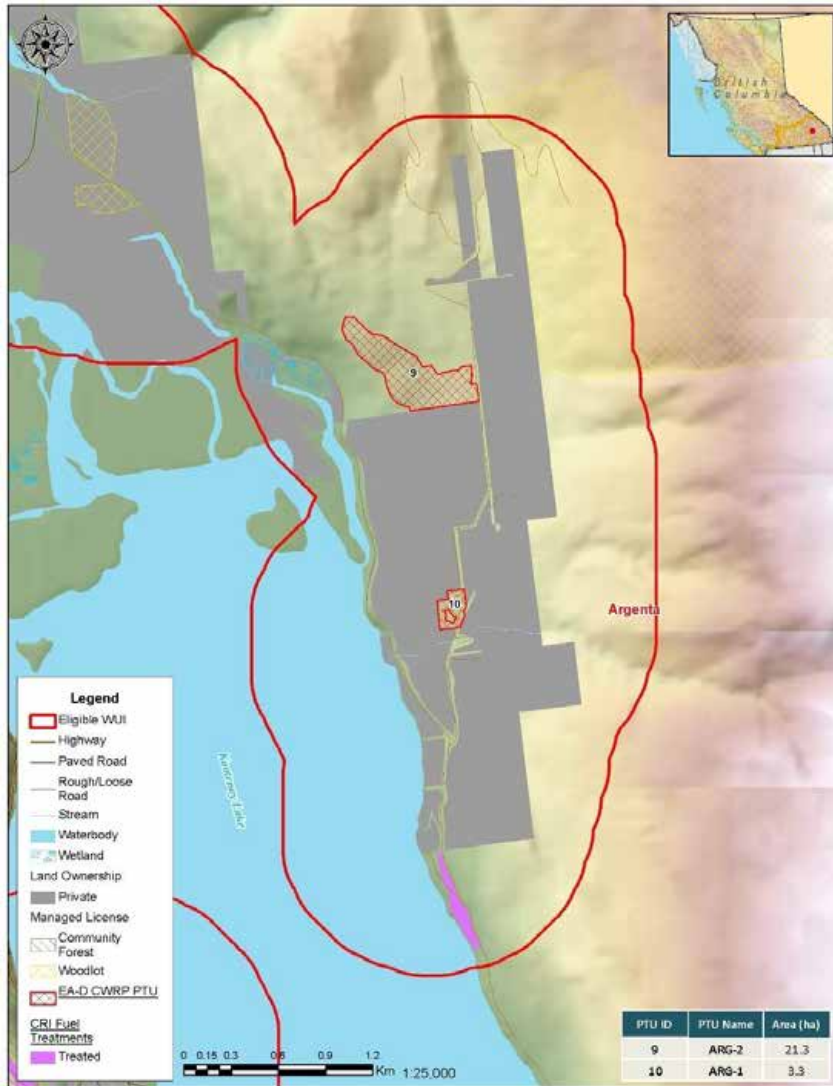 British
Columbia
9
10
Argenta
Kootenay Lake
Legend
Eligible WUI
Highway
Paved Road
Rough/Loose
Road
Stream
Waterbody
Wetland
Land Ownership
Private
Managed License
Community
Forest
Woodlot
EA-D CWRP PTU
CRI Fuel
Treatments
Treated
0 0.15 0.3 0.6 0.9 1.2
Km 1:25,000
PTU ID PTU Name Area (ha)
9 ARG-2 21.3
10 ARG-1 3.3